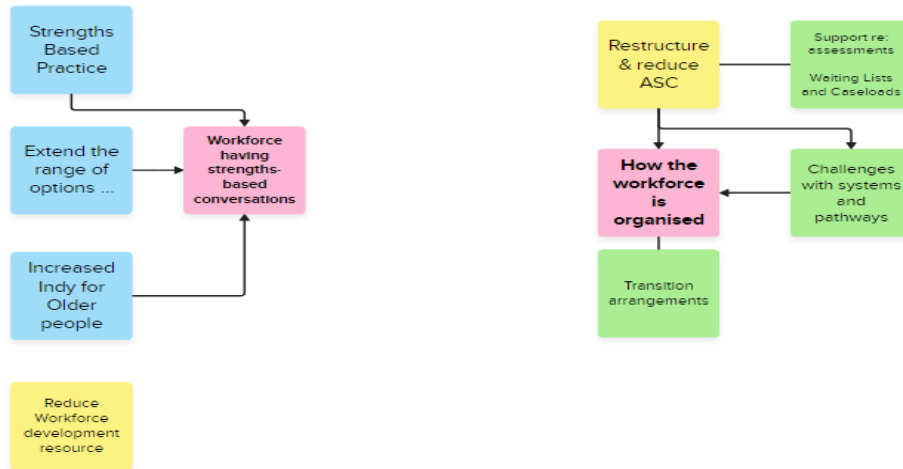 Strengths
Based
Practice
Extend the
range of
options ...
Increased
Indy for
Older
people
Reduce
Workforce
development
resource
Workforce
having
strengths-
based
conversations
Restructure
& reduce
ASC
Support re:
assessments
Waiting Lists
and Caseloads
How the
workforce
is
organised
Challenges
with systems
and
pathways
Transition
arrangements